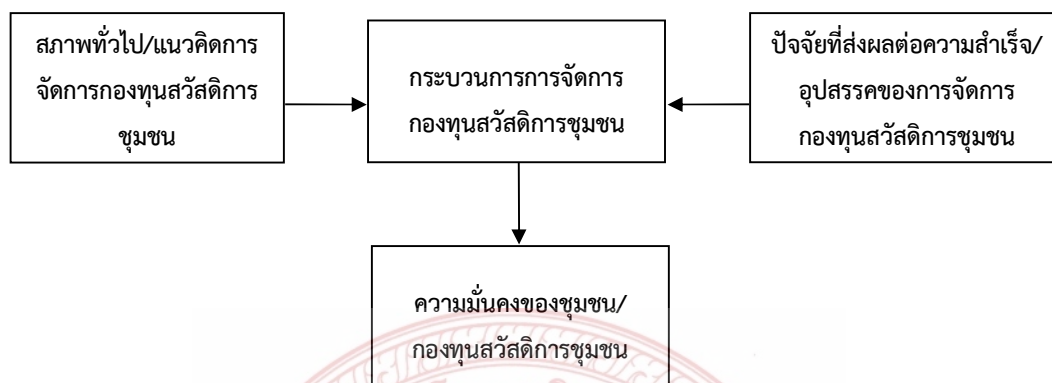 สภาพทั่วไป/แนวคิดการ
จัดการกองทุนสวัสดิการ
ชุมชน
กระบวนการการจัดการ
กองทุนสวัสดิการชุมชน
ปัจจัยที่ส่งผลต่อความสำเร็จ/
อุปสรรคของการจัดการ
กองทุนสวัสดิการชุมชน
ความมั่นคงของชุมชน/
กองทุนสวัสดิการชุมชน